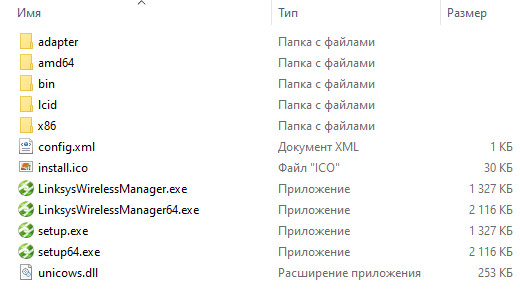 Имя Тип Размер
adapter Папка с файлами
amd64 Папка с файлами
bin Папка с файлами
lcid Папка с файлами
x86 Папка с файлами
config.xml Документ XML 1 КБ
install.ico Файл "ICO" 30 КБ
LinksysWirelessManager.exe Приложение 1 327 КБ
LinksysWirelessManager64.exe Приложение 2 116 КБ
setup.exe Приложение 1 327 КБ
setup64.exe Приложение 2 116 КБ
unicows.dll Расширение приложения 253 КБ